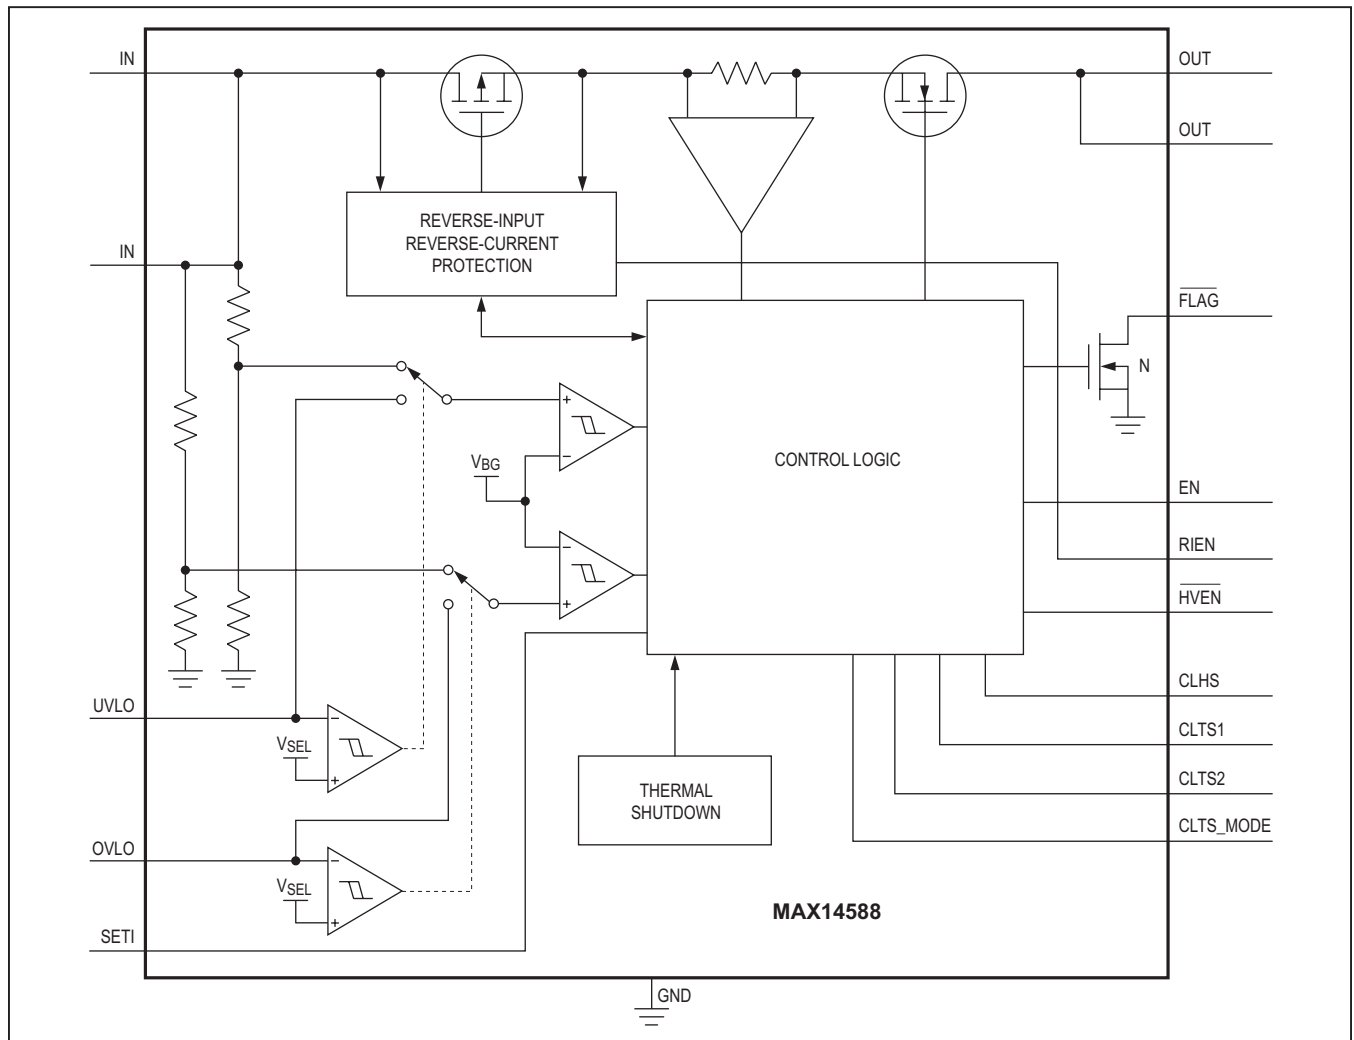 IN
OUT
OUT
REVERSE-INPUT
REVERSE-CURRENT
PROTECTION
IN
FLAG
N
+
VBG
−
CONTROL LOGIC
EN
−
RIEN
+
HVEN
CLHS
UVLO
−
VSEL
+
CLTS1
THERMAL
SHUTDOWN
CLTS2
CLTS_MODE
OVLO
−
VSEL
+
MAX14588
SETI
GND